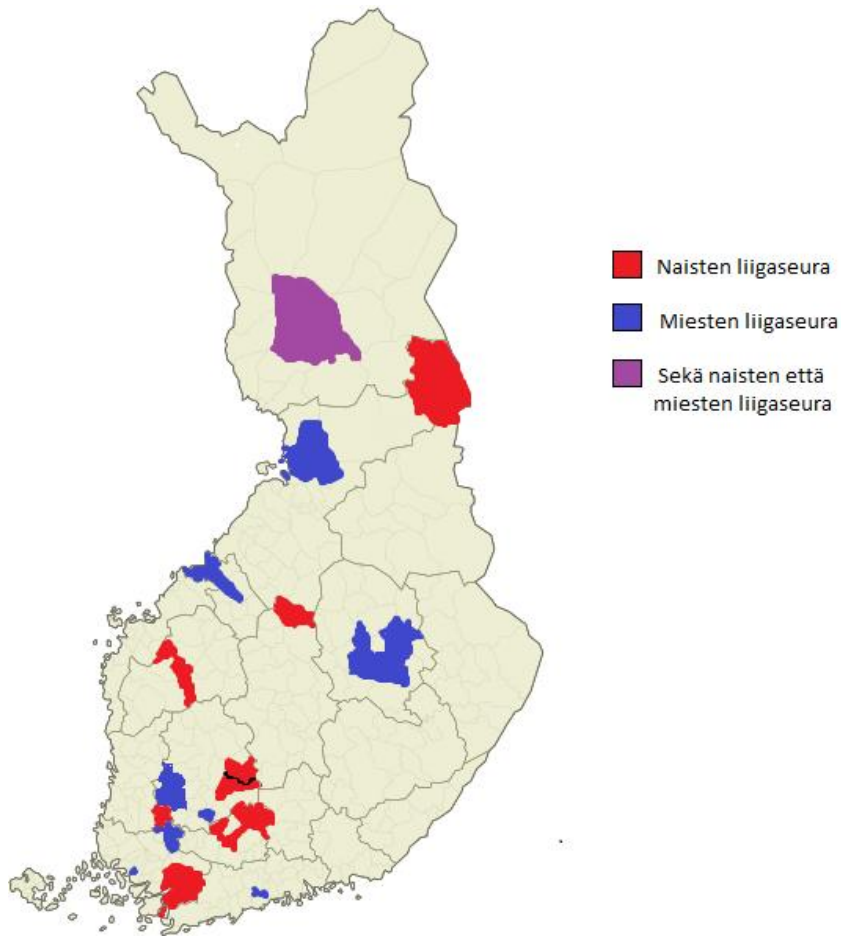 Naisten liigaseura
Miesten liigaseura
Sekä naisten että
miesten liigaseura